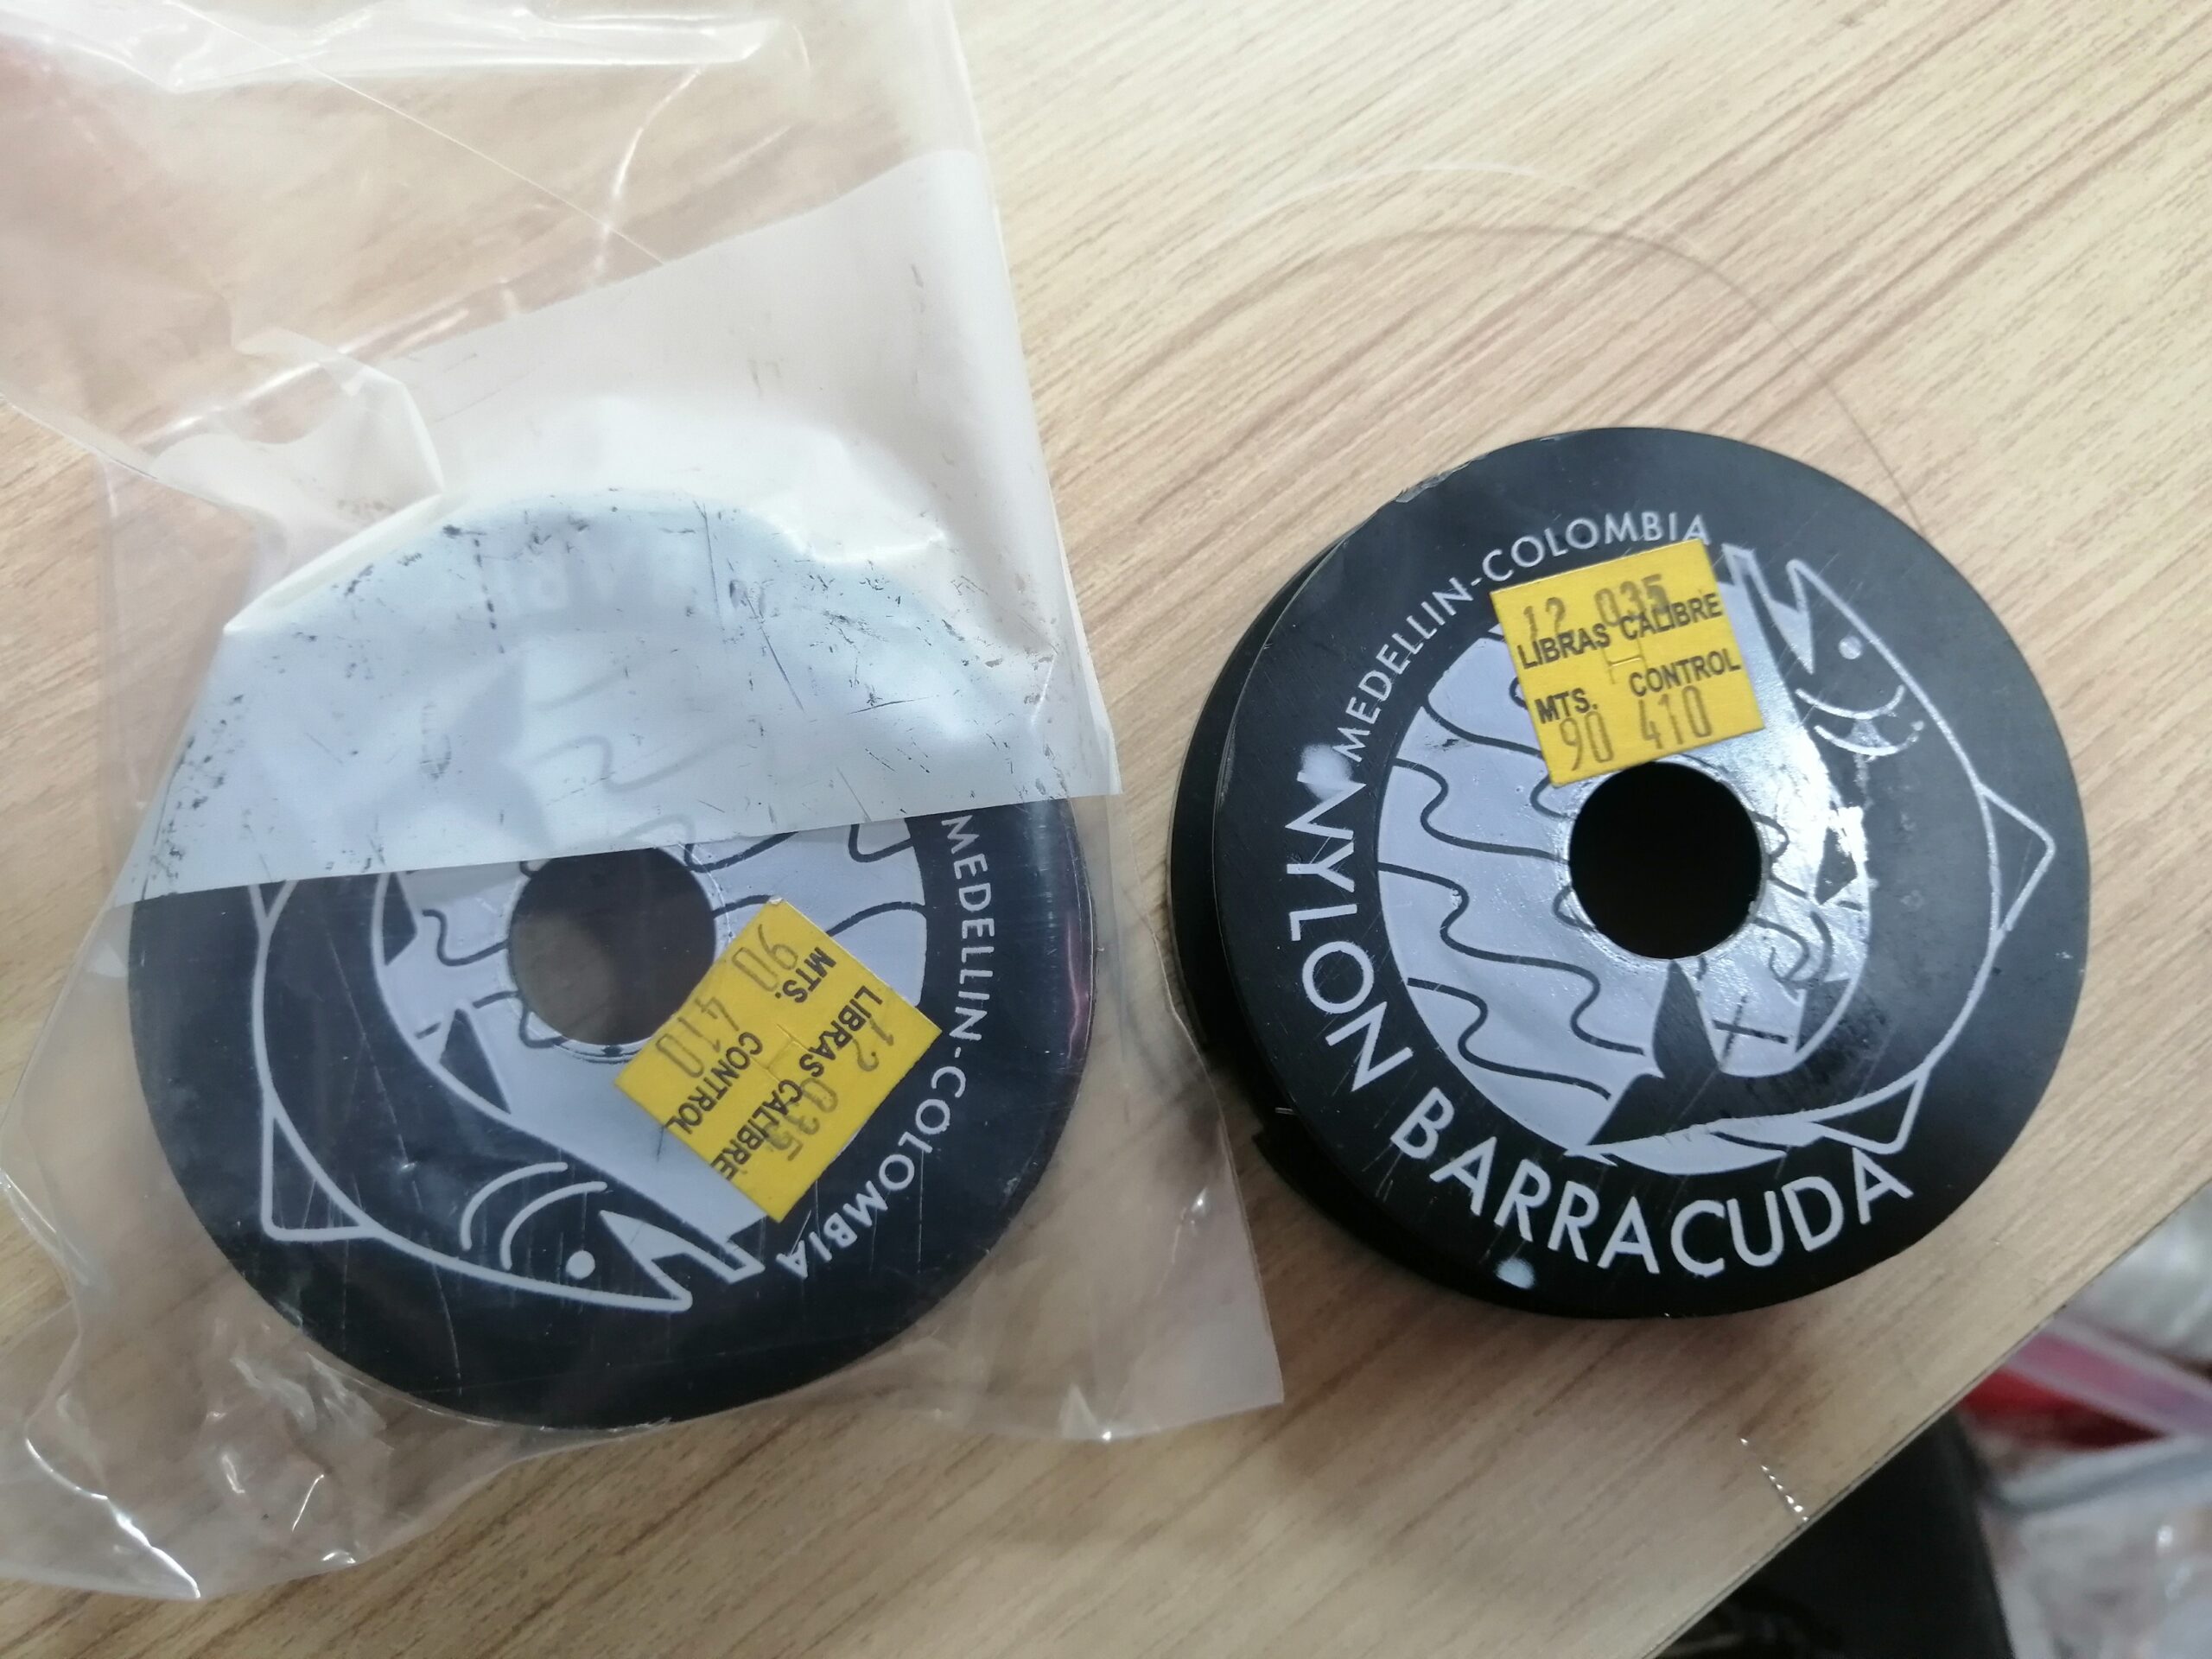 MEDELLIN-COLOMBIA
12 035
LIBRAS CALIBRE
MTS. CONTROL
90 410
MEDELLIN-COLOMBIA
12 035
LIBRAS CALIBRE
MTS. CONTROL
90 410
NYLON BARRACUDA